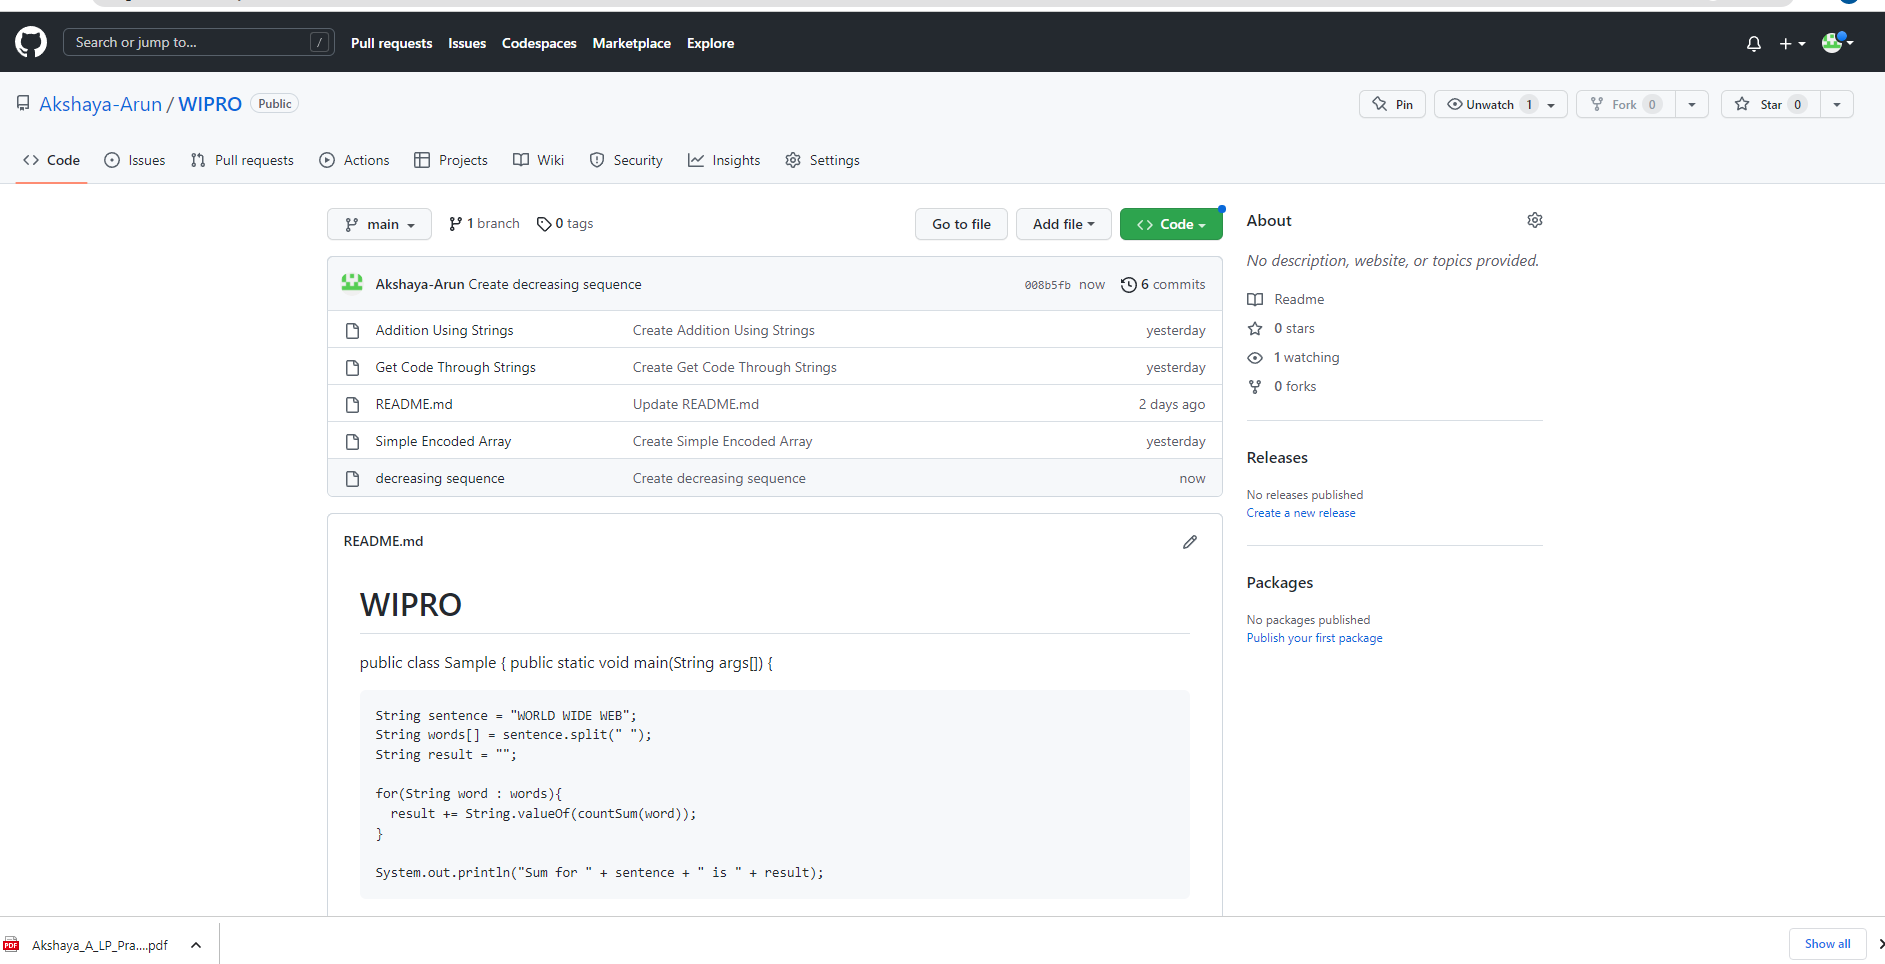 Search or jump to... /
Pull requests Issues Codespaces Marketplace Explore
Akshaya-Arun / WIPRO Public
Pin Unwatch 1 Fork 0 Star 0
Code Issues Pull requests Actions Projects Wiki Security Insights Settings
main 1 branch 0 tags Go to file Add file Code
Akshaya-Arun Create decreasing sequence 008b5fb now 6 commits
Addition Using Strings Create Addition Using Strings yesterday
Get Code Through Strings Create Get Code Through Strings yesterday
README.md Update README.md 2 days ago
Simple Encoded Array Create Simple Encoded Array yesterday
decreasing sequence Create decreasing sequence now
README.md
WIPRO
public class Sample { public static void main(String args[]) {
String sentence = "WORLD WIDE WEB";
String words[] = sentence.split(" ");
String result = "";
for(String word : words){
result += String.valueOf(countSum(word));
}
System.out.println("Sum for " + sentence + " is " + result);
About
No description, website, or topics provided.
Readme
0 stars
1 watching
0 forks
Releases
No releases published
Create a new release
Packages
No packages published
Publish your first package
PDF Akshaya_A_LP_Pra....pdf
Show all